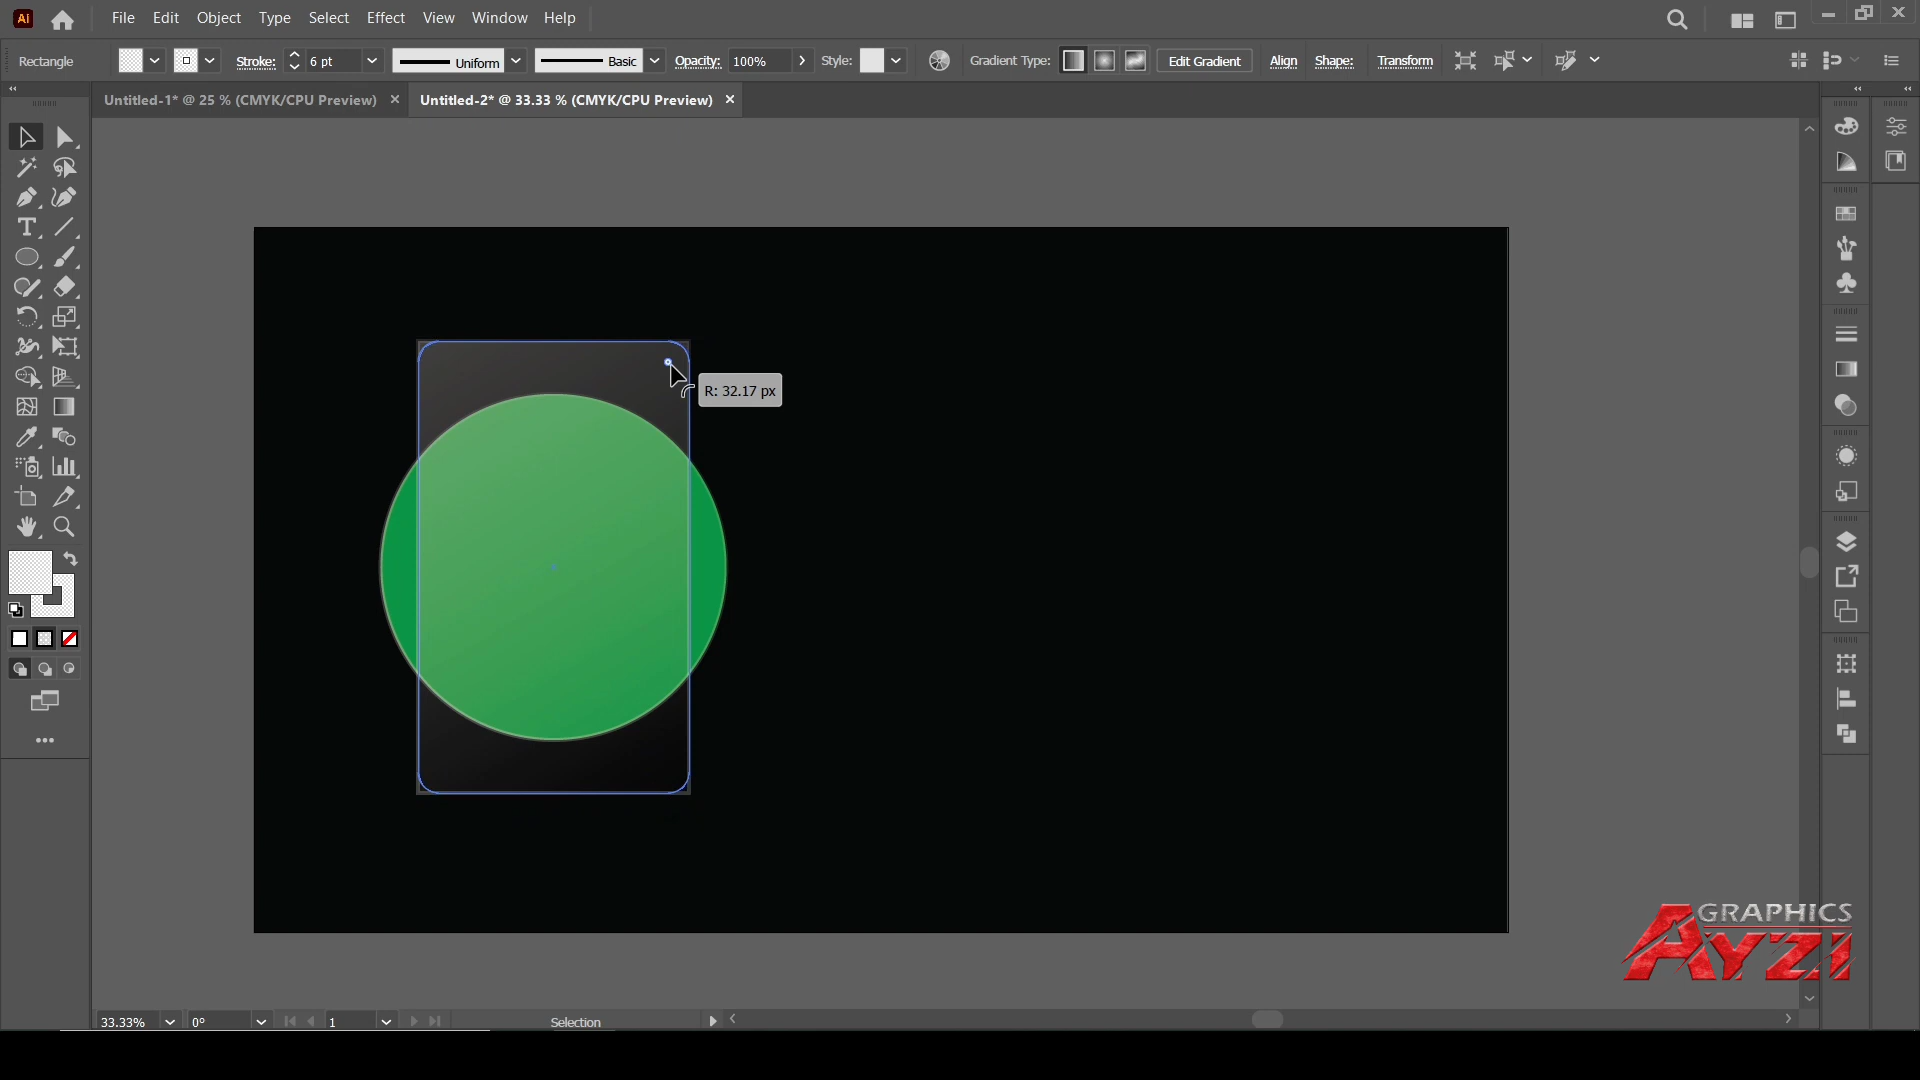 Ai File Edit Object Type Select Effect View Window Help
Rectangle Stroke: 6 pt Uniform Basic Opacity: 100% Style: Gradient Type: Edit Gradient Align Shape: Transform
Untitled-1* @ 25 % (CMYK/CPU Preview) Untitled-2* @ 33.33 % (CMYK/CPU Preview)
R: 32.17 px
GRAPHICS
AYZI
33.33% 0° 1 Selection